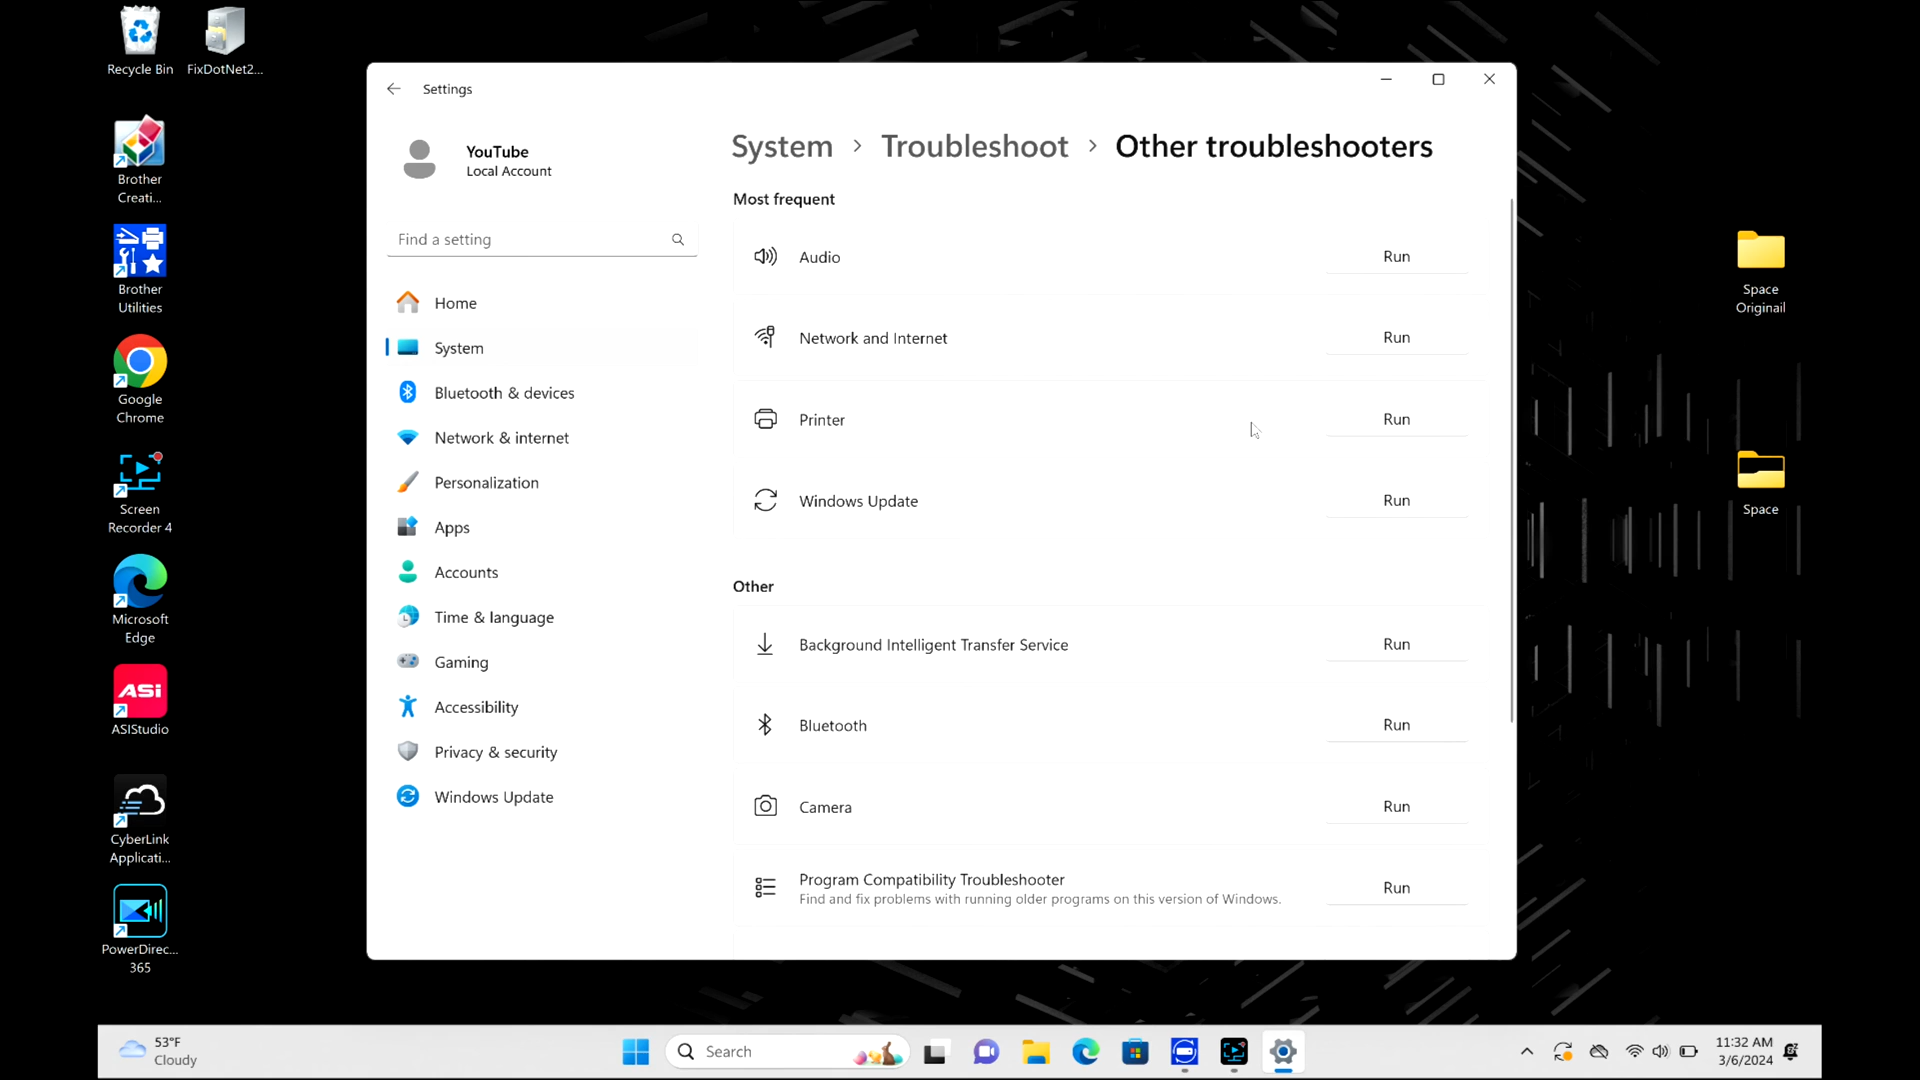 Recycle Bin
FixDotNet2...
Brother
Creati...
Brother
Utilities
Google
Chrome
Screen
Recorder 4
Microsoft
Edge
ASi
ASIStudio
CyberLink
Applicati...
PowerDirec...
365
Settings
YouTube
Local Account
Find a setting
Home
System
Bluetooth & devices
Network & internet
Personalization
Apps
Accounts
Time & language
Gaming
Accessibility
Privacy & security
Windows Update
System > Troubleshoot > Other troubleshooters
Most frequent
Audio Run
Network and Internet Run
Printer Run
Windows Update Run
Other
Background Intelligent Transfer Service Run
Bluetooth Run
Camera Run
Program Compatibility Troubleshooter Run
Find and fix problems with running older programs on this version of Windows.
Space
Originail
Space
53°F
Cloudy
Search
11:32 AM
3/6/2024